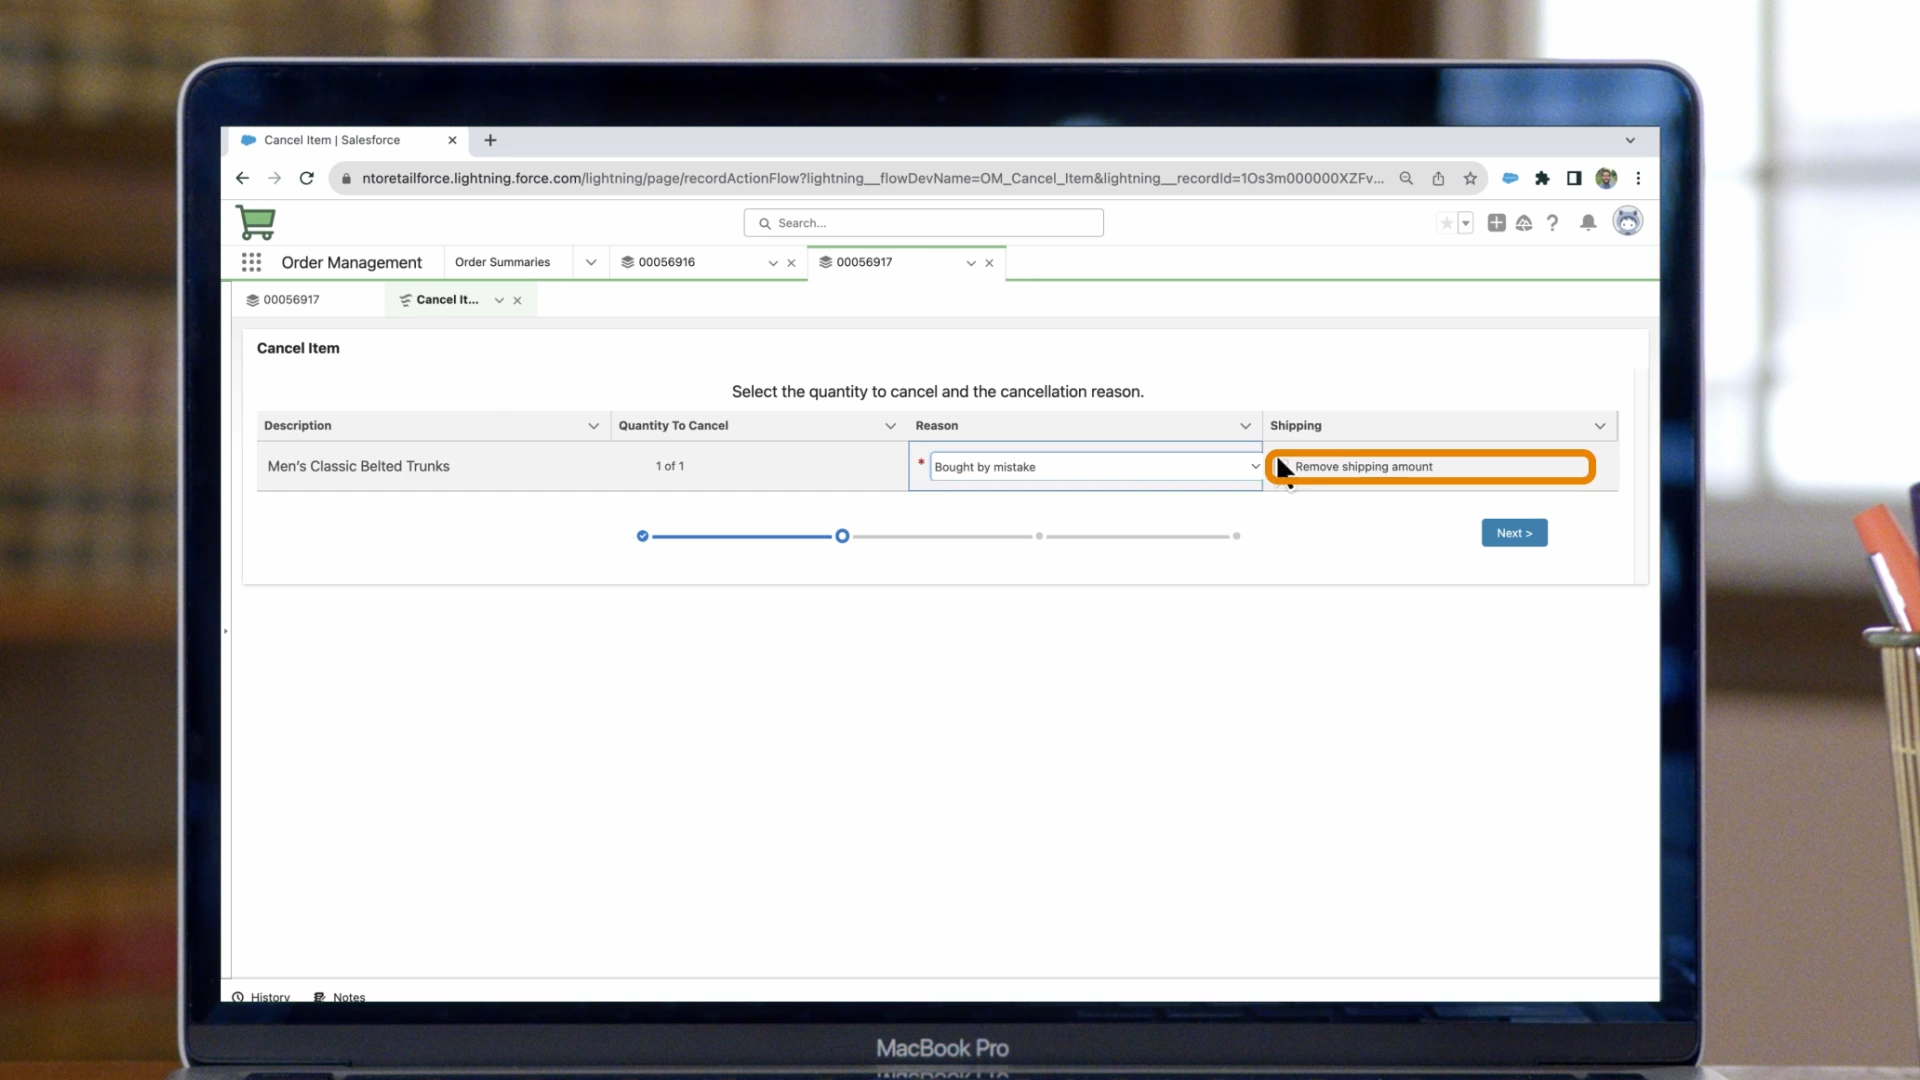 Cancel Item | Salesforce
ntoretailforce.lightning.force.com/lightning/page/recordActionFlow?lightning__flowDevName=OM_Cancel_Item&lightning__recordId=1Os3m000000XZFv...
Search...
Order Management
Order Summaries
00056916
00056917
00056917
Cancel It...
Cancel Item
Select the quantity to cancel and the cancellation reason.
Description
Quantity To Cancel
Reason
Shipping
Men's Classic Belted Trunks
1 of 1
* Bought by mistake
Remove shipping amount
Next >
History
Notes
MacBook Pro